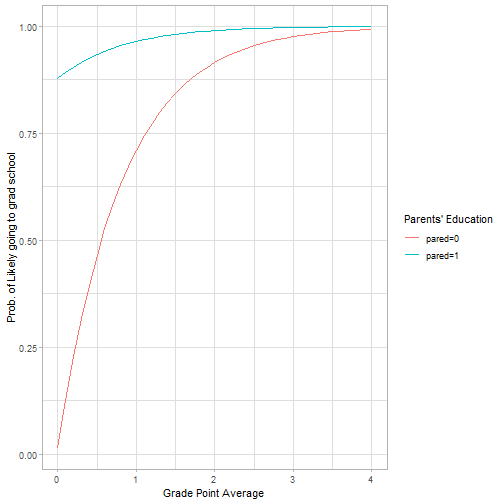 Prob. of Likely going to grad school
1.00
0.75
0.50
0.25
0.00
0
1
2
3
4
Grade Point Average
Parents' Education
pared=0
pared=1